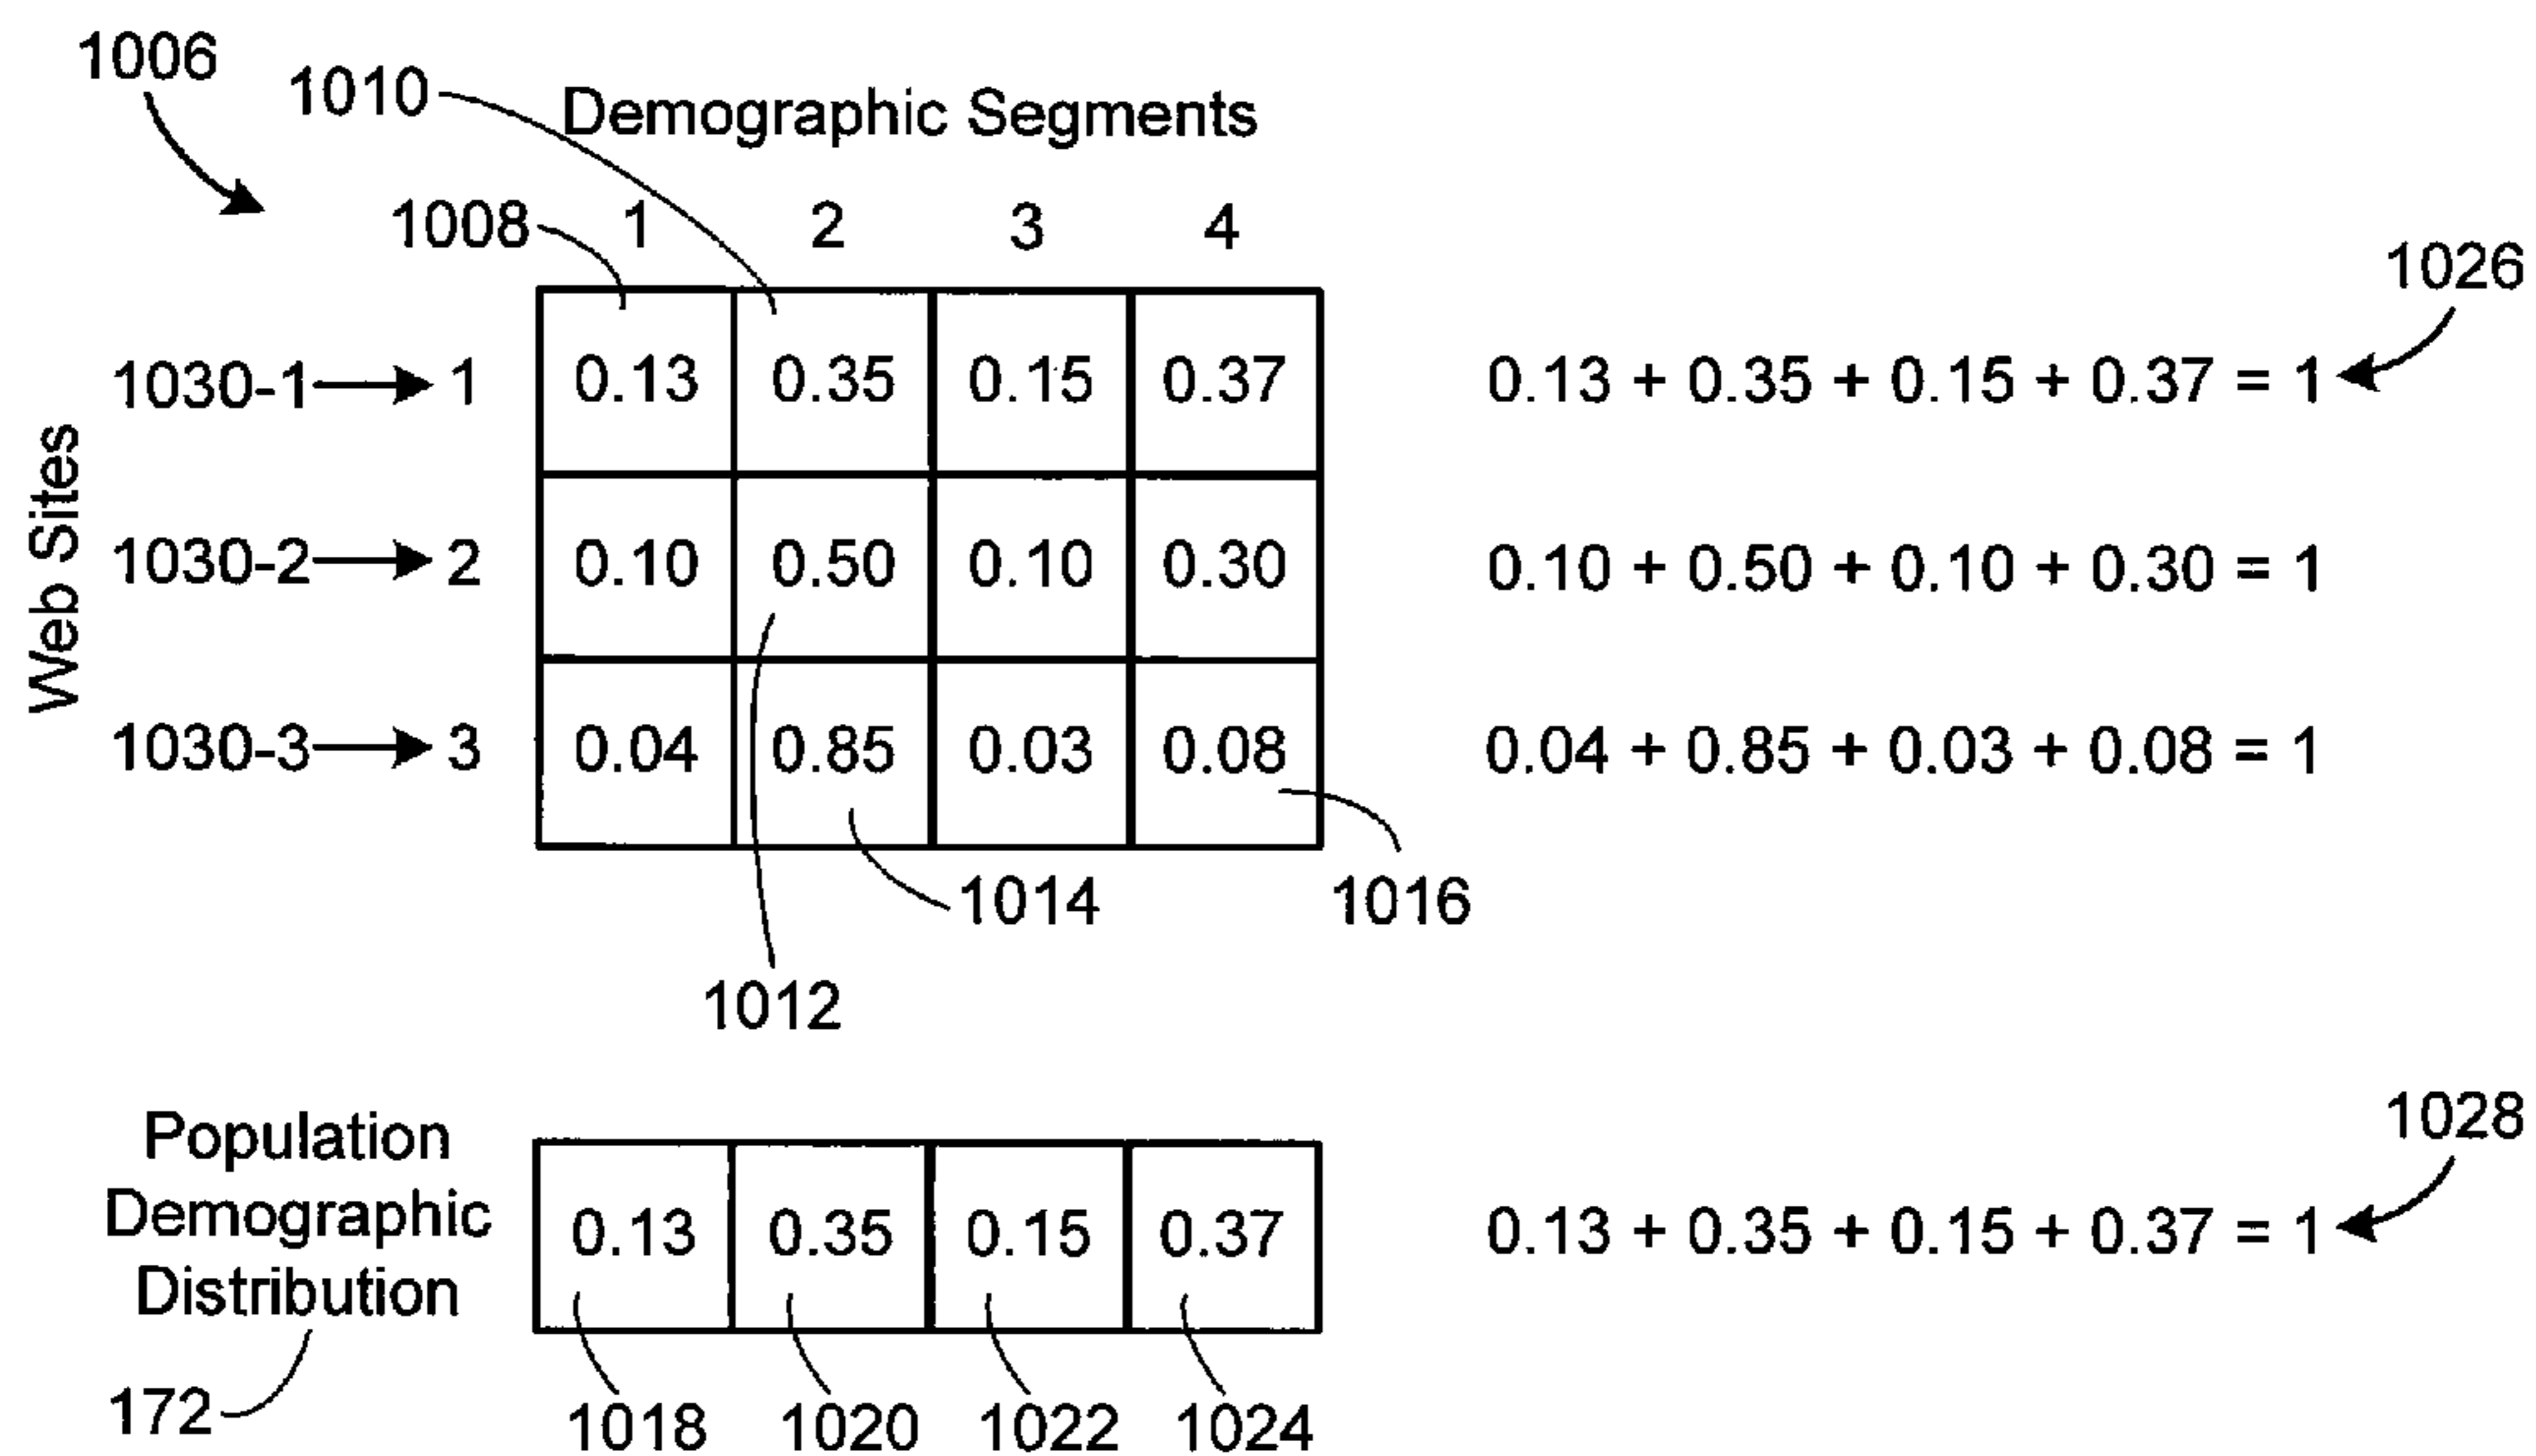 1006
1010
Demographic Segments
1008 1 2 3 4
1026
Web Sites
1030-1 1 0.13 0.35 0.15 0.37 0.13 + 0.35 + 0.15 + 0.37 = 1
1030-2 2 0.10 0.50 0.10 0.30 0.10 + 0.50 + 0.10 + 0.30 = 1
1030-3 3 0.04 0.85 0.03 0.08 0.04 + 0.85 + 0.03 + 0.08 = 1
1014 1016
1012
Population
Demographic
Distribution
1028
0.13 0.35 0.15 0.37 0.13 + 0.35 + 0.15 + 0.37 = 1
172 1018 1020 1022 1024